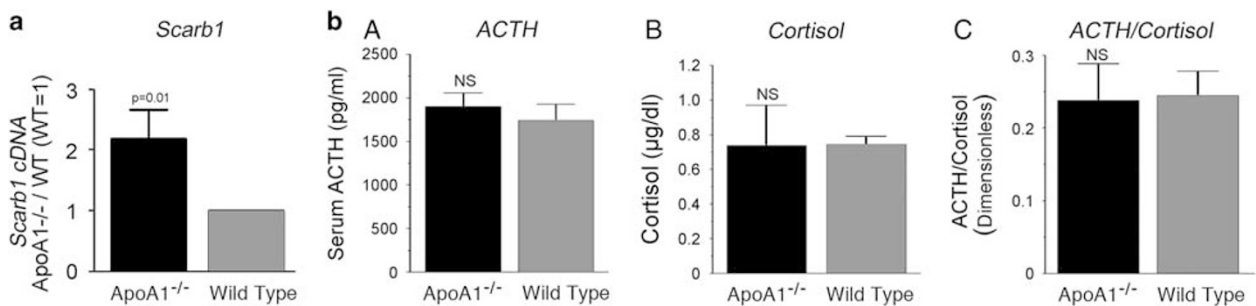 a
Scarb1
Scarb1 cDNA
ApoA1-/- / WT (WT=1)
3
2
1
0
p=0.01
ApoA1-/-
Wild Type
b
A
ACTH
Serum ACTH (pg/ml)
2500
2000
1500
1000
500
0
NS
ApoA1-/-
Wild Type
B
Cortisol
Cortisol (µg/dl)
1.2
1.0
0.8
0.6
0.4
0.2
0
NS
ApoA1-/-
Wild Type
C
ACTH/Cortisol
ACTH/Cortisol
(Dimensionless)
0.3
0.2
0.1
0
NS
ApoA1-/-
Wild Type